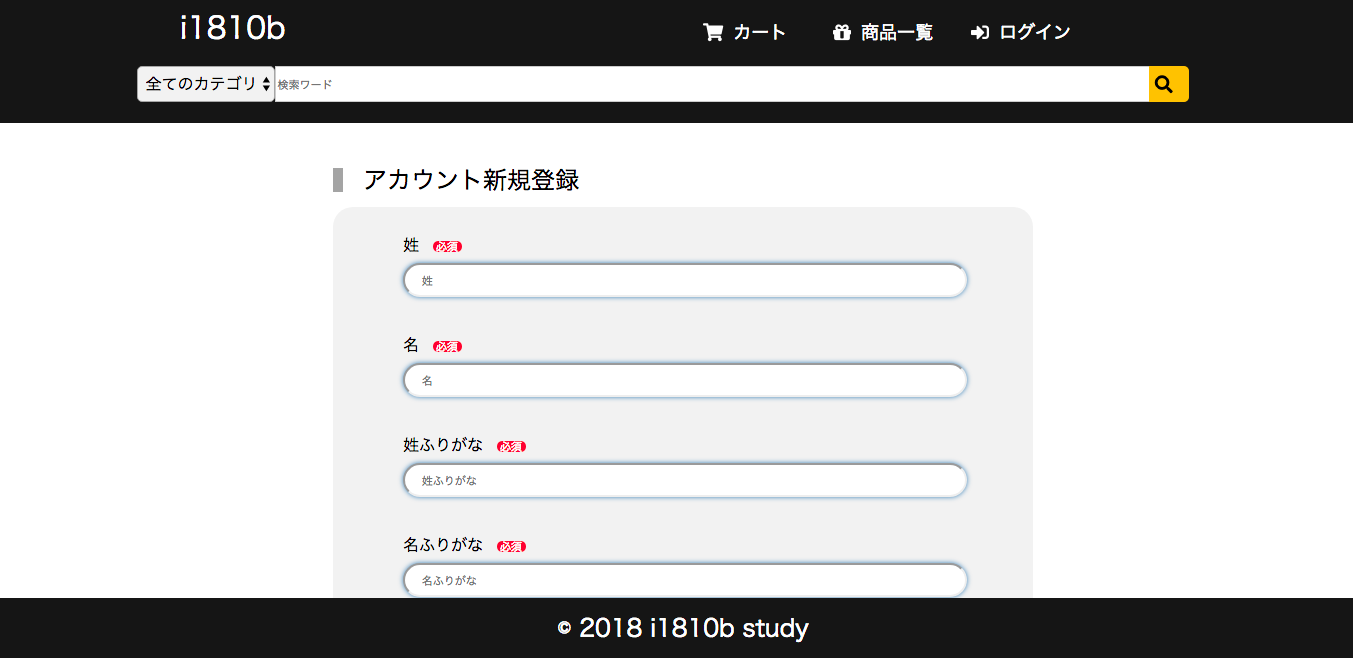 i1810b
カート 商品一覧 ログイン
全てのカテゴリ 検索ワード
アカウント新規登録
姓 必須
姓
名 必須
名
姓ふりがな 必須
姓ふりがな
名ふりがな 必須
名ふりがな
© 2018 i1810b study